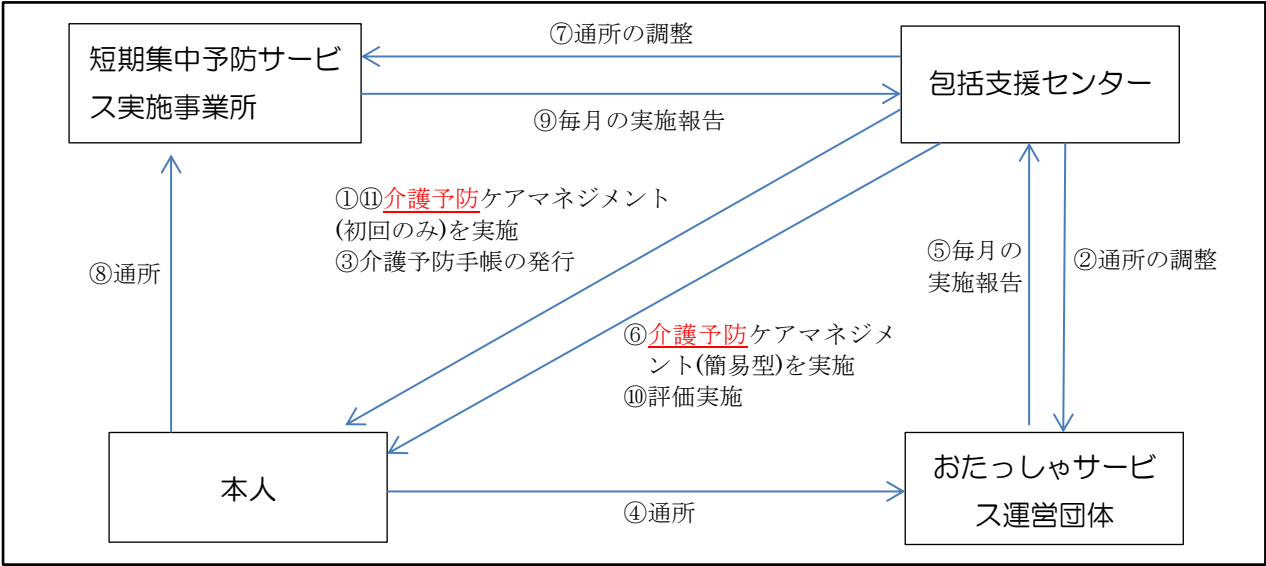 ⑦通所の調整
短期集中予防サービ
ス実施事業所
包括支援センター
⑨毎月の実施報告
①⑪介護予防ケアマネジメント
(初回のみ)を実施
③介護予防手帳の発行
⑧通所
⑤毎月の
実施報告
②通所の調整
⑥介護予防ケアマネジメ
ント(簡易型)を実施
⑩評価実施
本人
④通所
おたっしゃサービ
ス運営団体